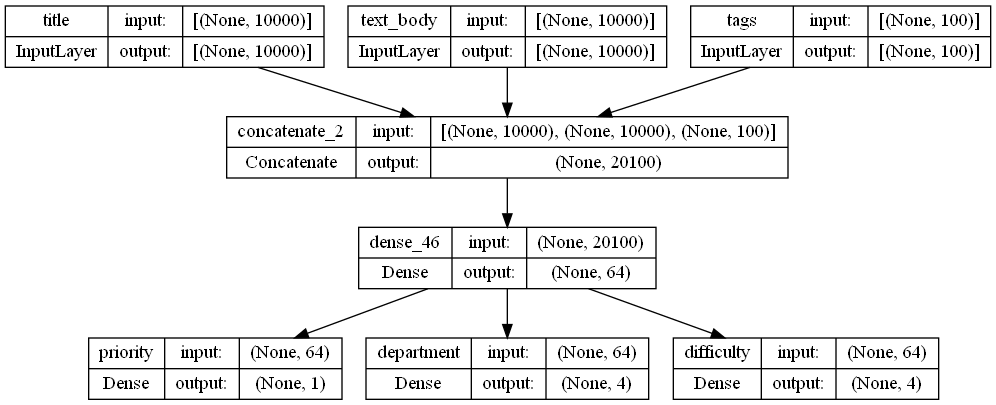 title input: [(None, 10000)] text_body input: [(None, 10000)] tags input: [(None, 100)]
InputLayer output: [(None, 10000)] InputLayer output: [(None, 10000)] InputLayer output: [(None, 100)]
concatenate_2 input: [(None, 10000), (None, 10000), (None, 100)]
Concatenate output: (None, 20100)
dense_46 input: (None, 20100)
Dense output: (None, 64)
priority input: (None, 64) department input: (None, 64) difficulty input: (None, 64)
Dense output: (None, 1) Dense output: (None, 4) Dense output: (None, 4)